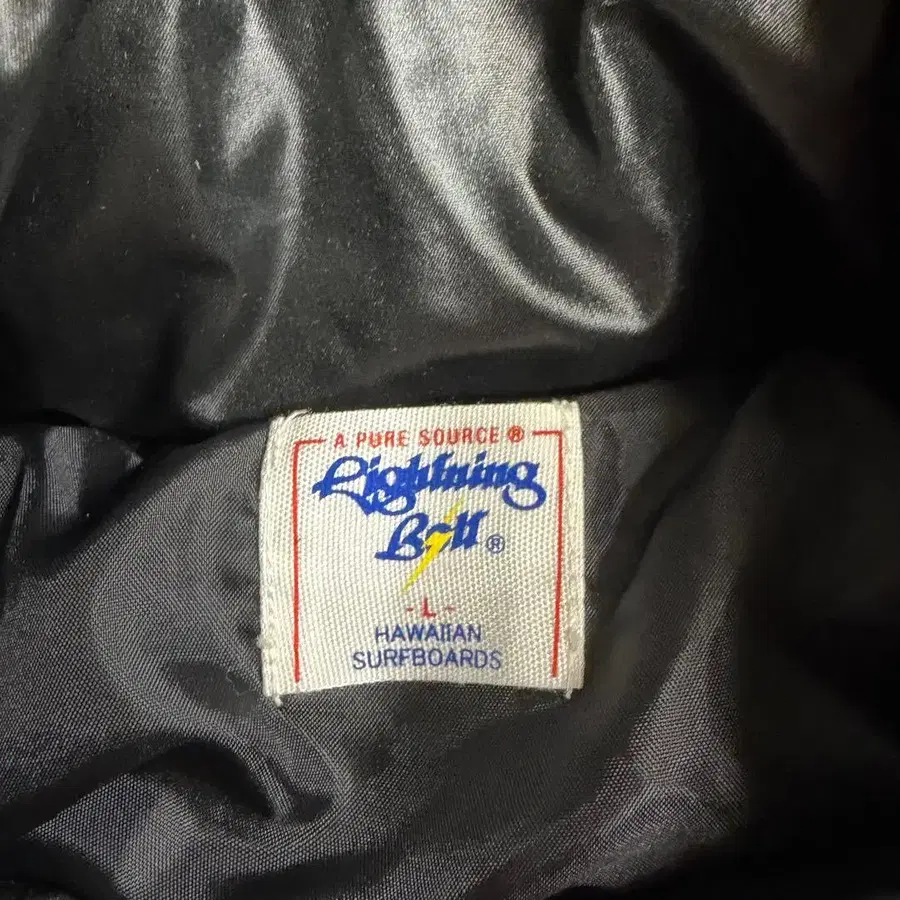 A PURE SOURCE ®
Lightning
Bolt ®
- L -
HAWAIIAN
SURFBOARDS